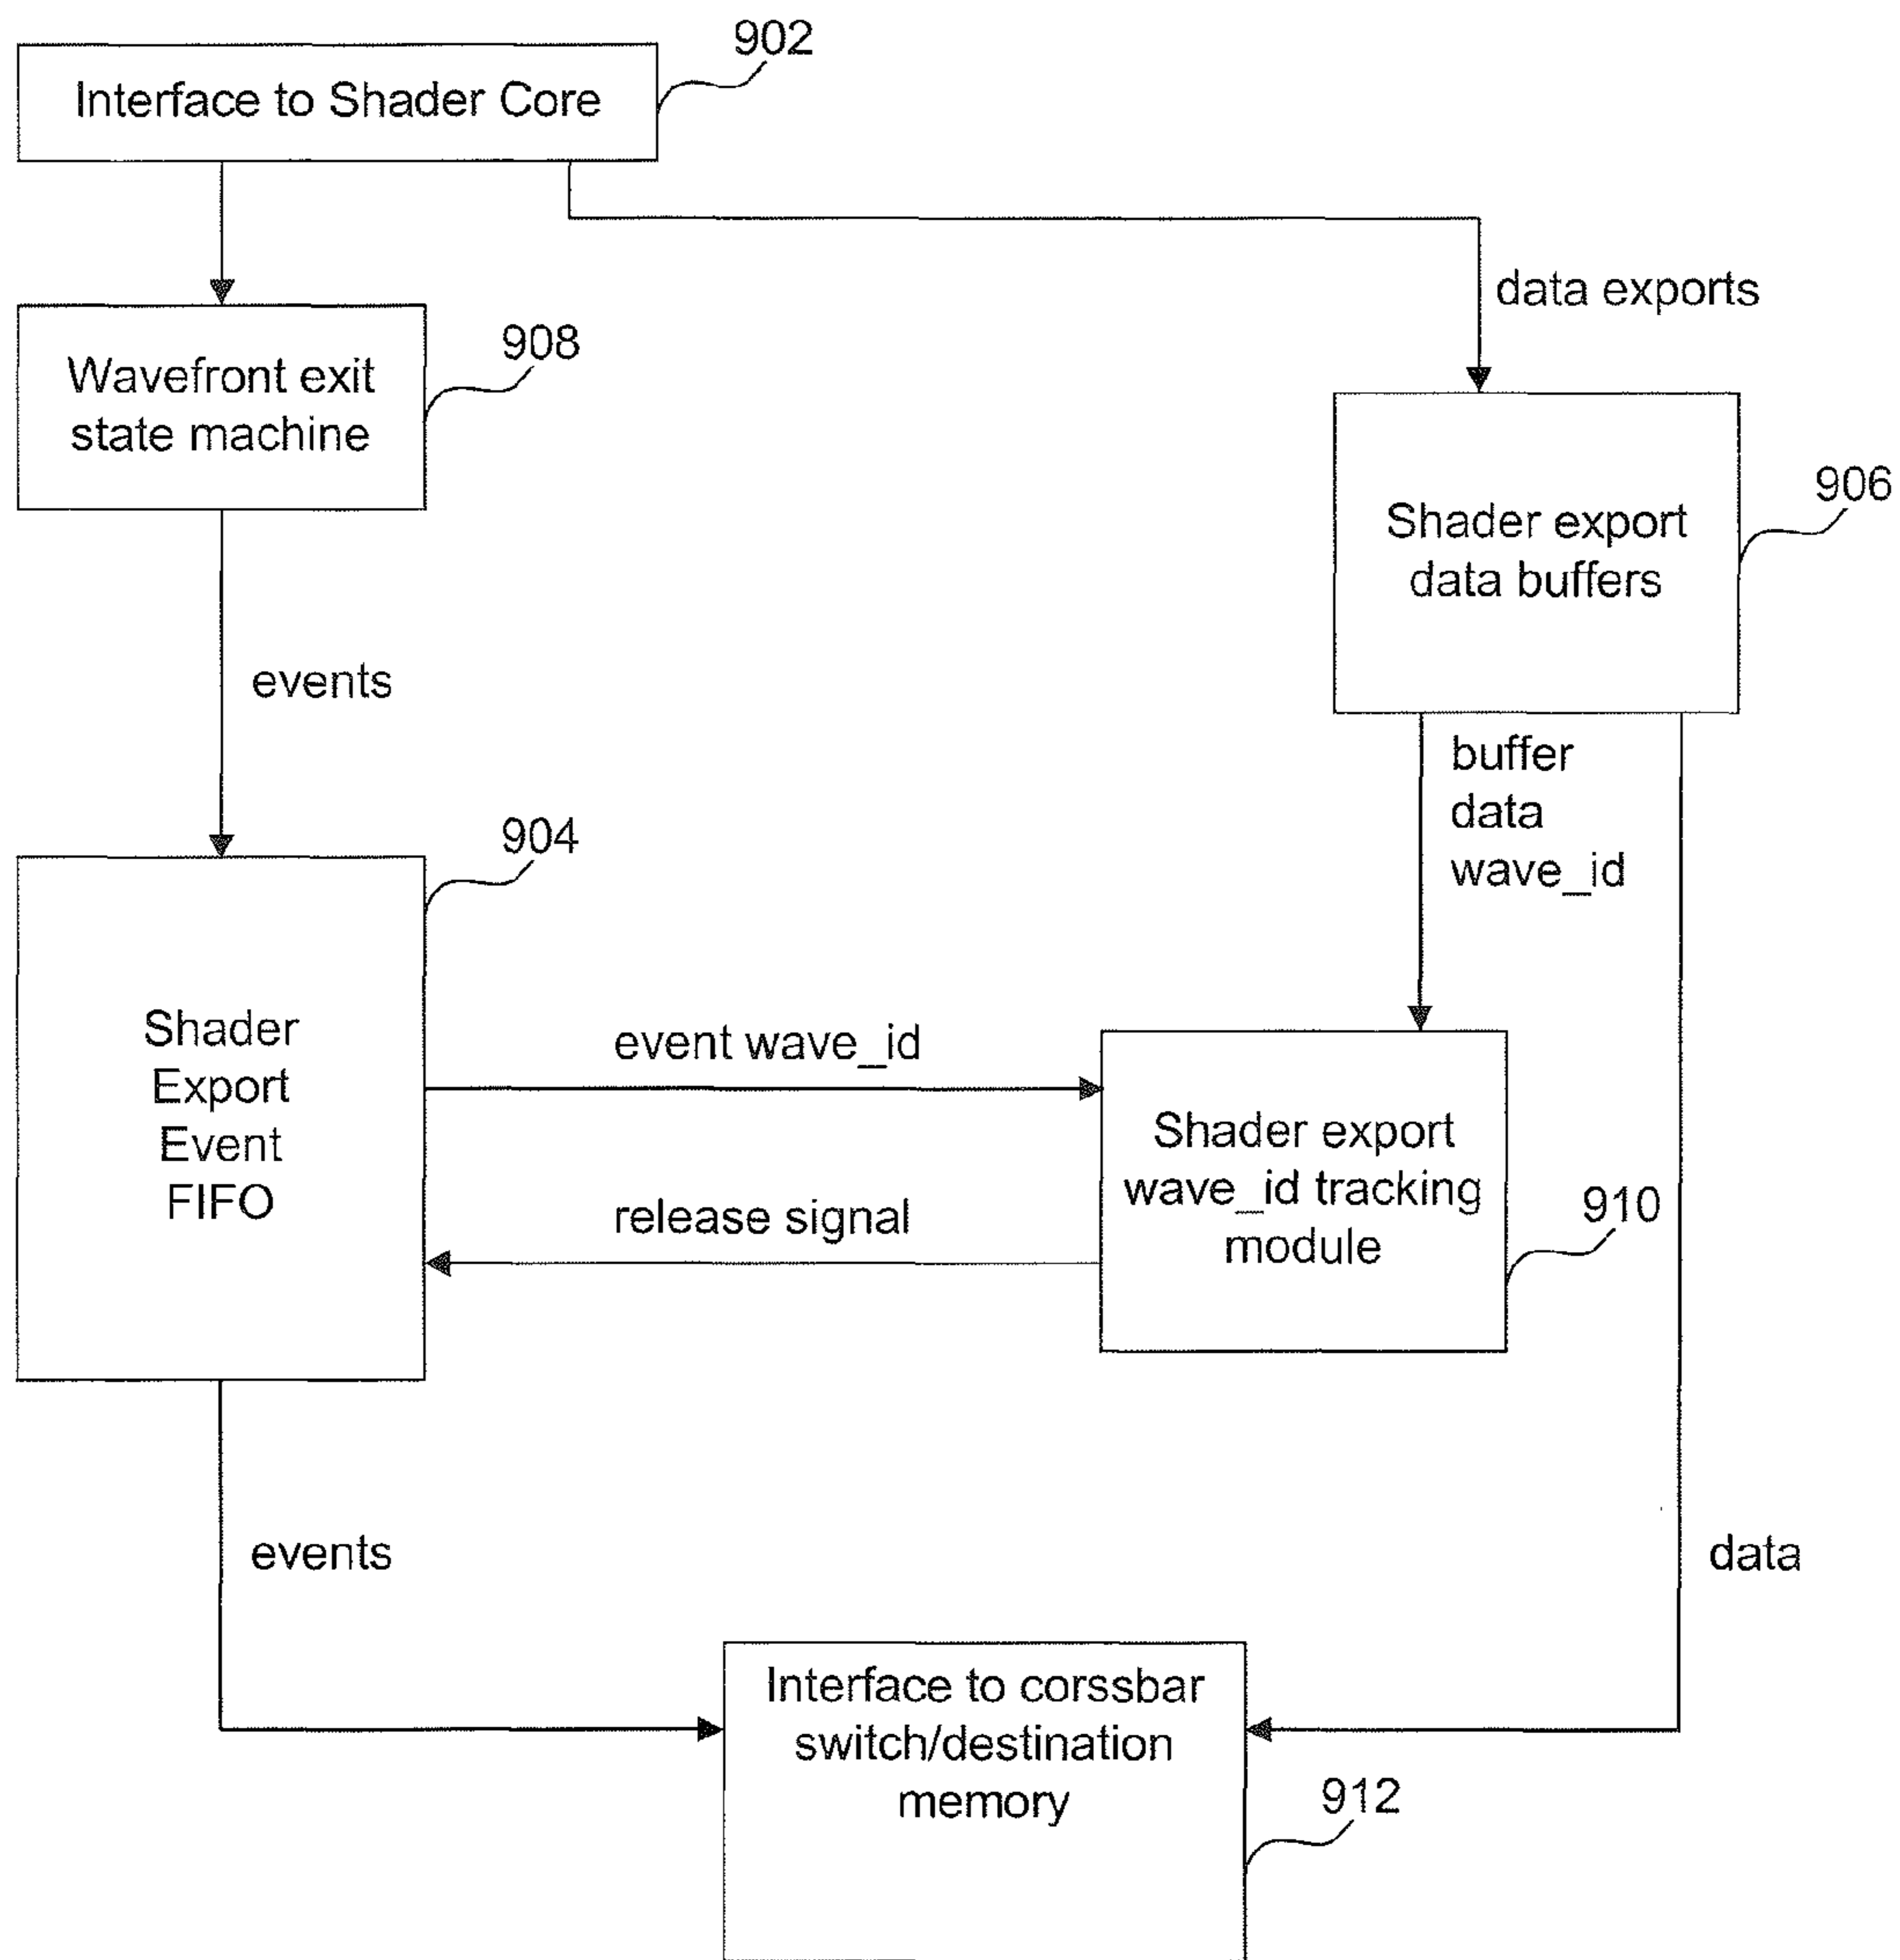 902
Interface to Shader Core
data exports
908
Wavefront exit
state machine
906
Shader export
data buffers
events
buffer
data
wave_id
904
Shader
Export
Event
FIFO
event wave_id
Shader export
wave_id tracking
module
release signal
910
events
data
Interface to corssbar
switch/destination
memory
912